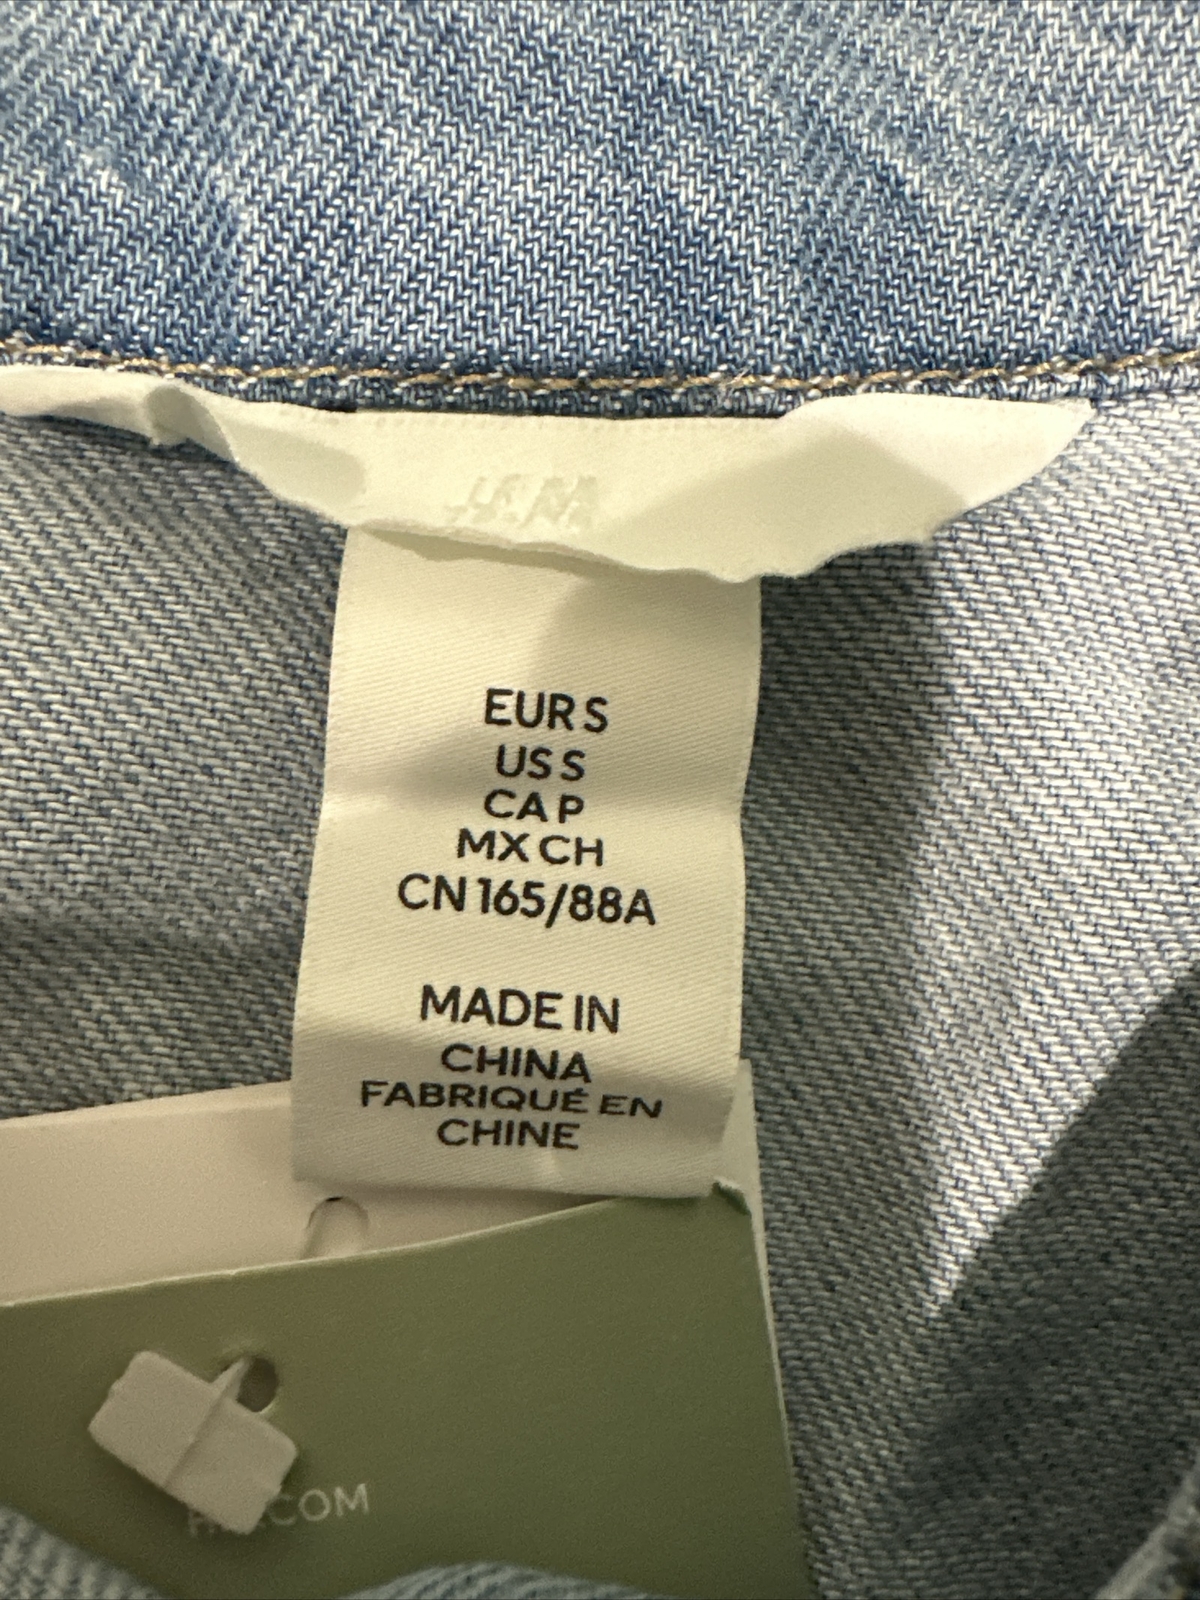 H&M
EUR S
US S
CA P
MX CH
CN 165/88A
MADE IN
CHINA
FABRIQUÉ EN
CHINE